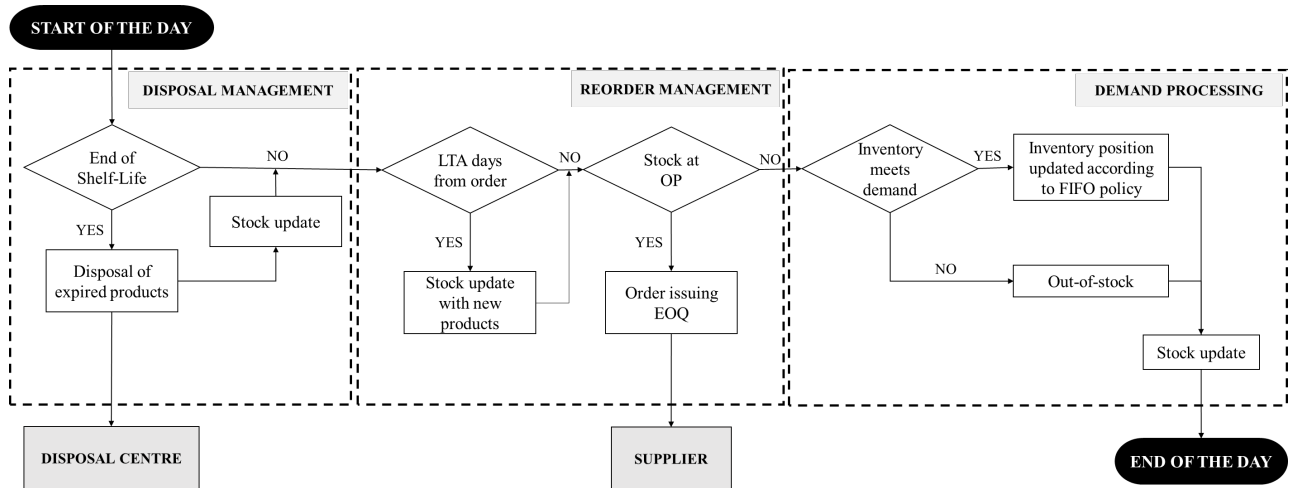 START OF THE DAY
DISPOSAL MANAGEMENT
End of
Shelf-Life
NO
YES
Stock update
Disposal of
expired products
DISPOSAL CENTRE
REORDER MANAGEMENT
LTA days
from order
NO
YES
Stock update
with new
products
Stock at
OP
NO
YES
Order issuing
EOQ
SUPPLIER
DEMAND PROCESSING
Inventory
meets
demand
YES
Inventory position
updated according
to FIFO policy
NO
Out-of-stock
Stock update
END OF THE DAY